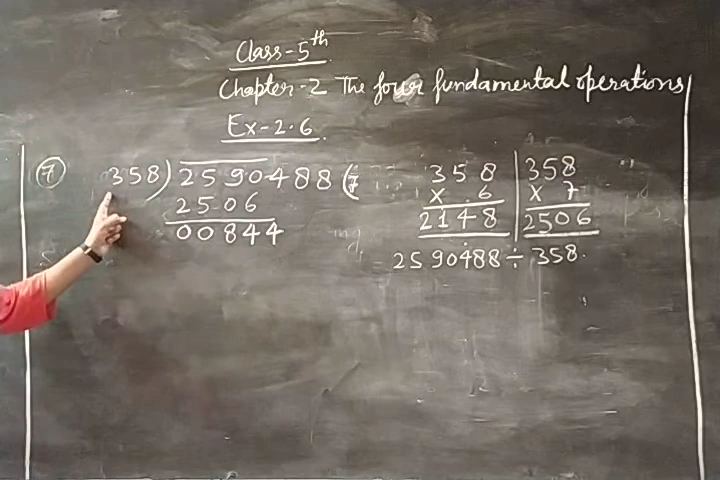 Class-5th
Chapter-2 The four fundamental operations
Ex-2.6
7 358)2590488(7
2506
00844
358
x 6
2148
358
x 7
2506
2590488 ÷ 358.